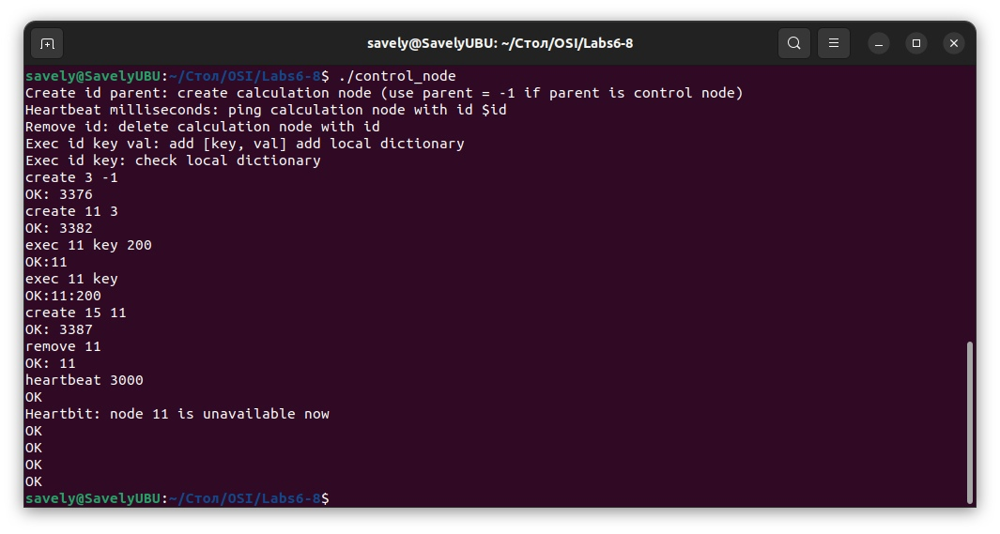 savely@SavelyUBU: ~/Стол/OSI/Labs6-8
savely@SavelyUBU:~/Стол/OSI/Labs6-8$ ./control_node
Create id parent: create calculation node (use parent = -1 if parent is control node)
Heartbeat milliseconds: ping calculation node with id $id
Remove id: delete calculation node with id
Exec id key val: add [key, val] add local dictionary
Exec id key: check local dictionary
create 3 -1
OK: 3376
create 11 3
OK: 3382
exec 11 key 200
OK:11
exec 11 key
OK:11:200
create 15 11
OK: 3387
remove 11
OK: 11
heartbeat 3000
OK
Heartbit: node 11 is unavailable now
OK
OK
OK
OK
savely@SavelyUBU:~/Стол/OSI/Labs6-8$